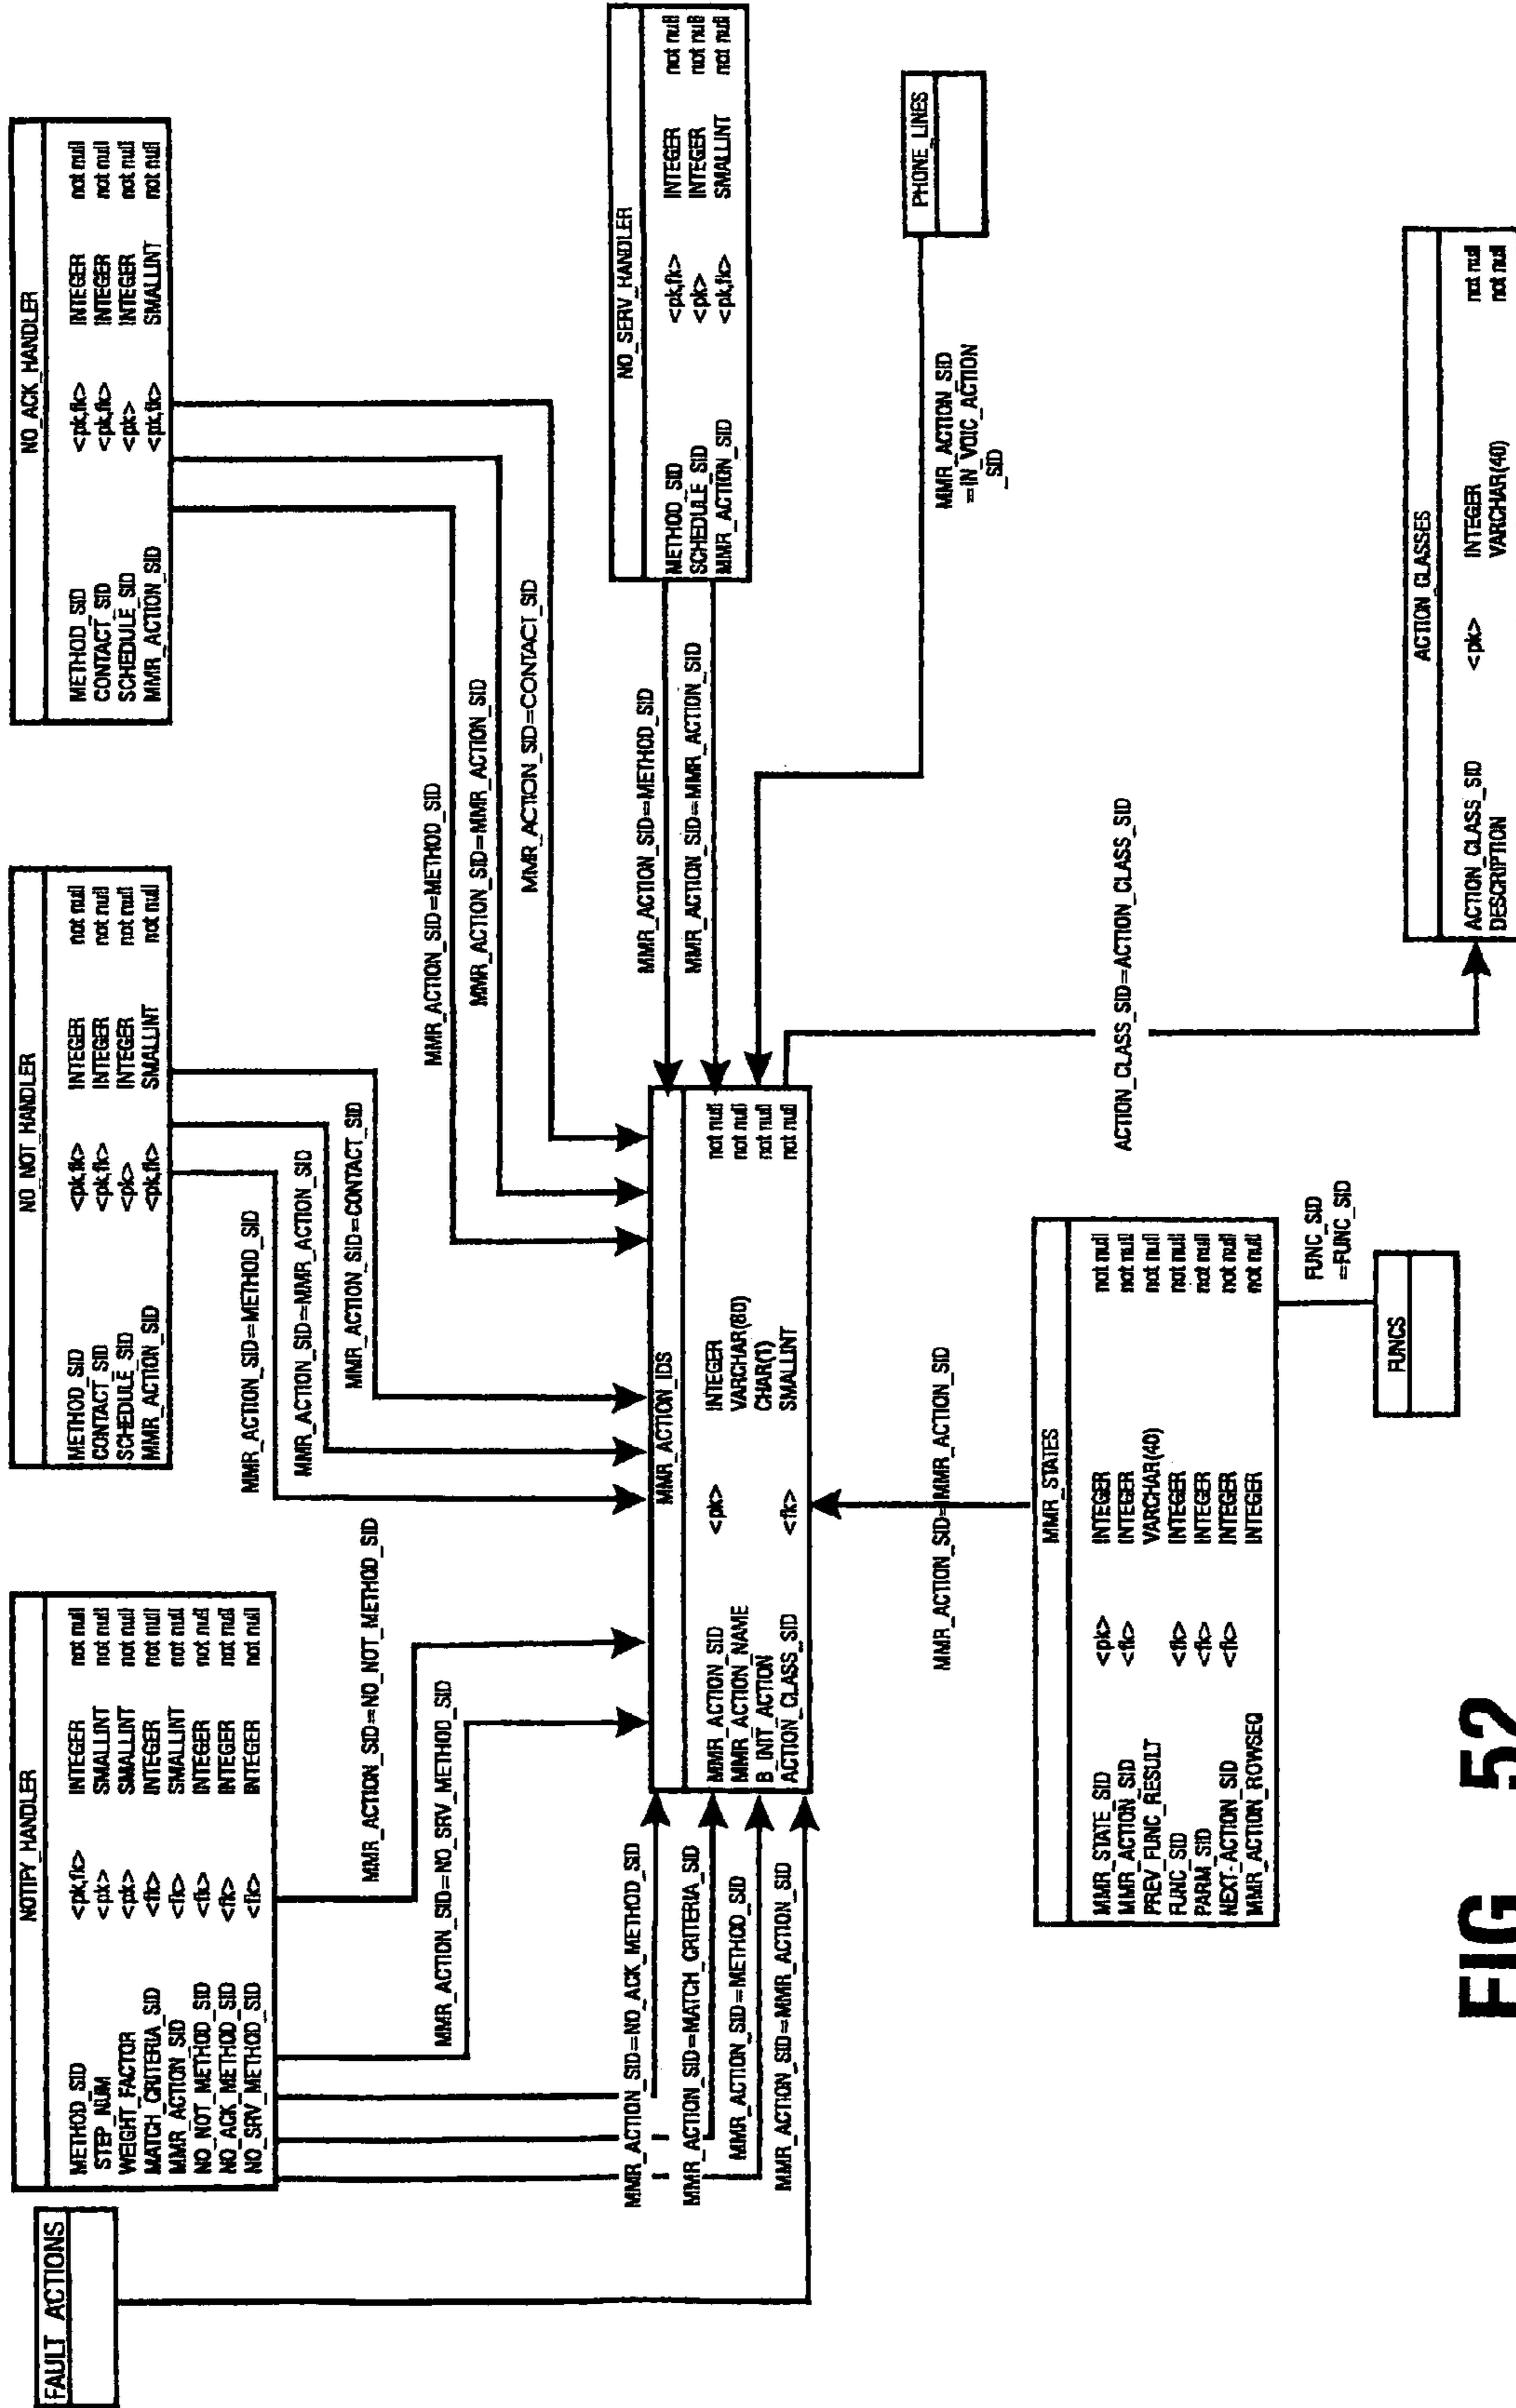 FAULT_ACTIONS
NOTIFY_HANDLER
METHOD_SID <pk,fk> INTEGER not null
STEP_NUM <pk> SMALLINT not null
WEIGHT_FACTOR <pk> SMALLINT not null
MATCH_CRITERIA_SID <fk> INTEGER not null
MMR_ACTION_SID <fk> SMALLINT not null
NO_NOT_METHOD_SID <fk> INTEGER not null
NO_ACK_METHOD_SID <fk> INTEGER not null
NO_SRV_METHOD_SID <fk> INTEGER not null
NO_NOT_HANDLER
METHOD_SID <pk,fk> INTEGER not null
CONTACT_SID <pk,fk> INTEGER not null
SCHEDULE_SID <pk> INTEGER not null
MMR_ACTION_SID <pk,fk> SMALLINT not null
NO_ACK_HANDLER
METHOD_SID <pk,fk> INTEGER not null
CONTACT_SID <pk,fk> INTEGER not null
SCHEDULE_SID <pk> INTEGER not null
MMR_ACTION_SID <pk,fk> SMALLINT not null
MMR_ACTION_SID=METHOD_SID
MMR_ACTION_SID=MMR_ACTION_SID
MMR_ACTION_SID=CONTACT_SID
MMR_ACTION_SID=NO_NOT_METHOD_SID
MMR_ACTION_SID=NO_SRV_METHOD_SID
MMR_ACTION_SID=METHOD_SID
MMR_ACTION_SID=MMR_ACTION_SID
MMR_ACTION_SID=CONTACT_SID
NO_SERV_HANDLER
METHOD_SID <pk,fk> INTEGER not null
SCHEDULE_SID <pk> INTEGER not null
MMR_ACTION_SID <pk,fk> SMALLINT not null
MMR_ACTION_SID=NO_ACK_METHOD_SID
MMR_ACTION_SID=MATCH_CRITERIA_SID
MMR_ACTION_SID=METHOD_SID
MMR_ACTION_SID=MMR_ACTION_SID
MMR_ACTION_IDS
MMR_ACTION_SID <pk> INTEGER not null
MMR_ACTION_NAME VARCHAR(80) not null
B_INIT_ACTION CHAR(1) not null
ACTION_CLASS_SID <fk> SMALLINT not null
MMR_ACTION_SID=METHOD_SID
MMR_ACTION_SID=MMR_ACTION_SID
PHONE_LINES
MMR_ACTION_SID
=IN_VOIC_ACTION
_SID
MMR_ACTION_SID=MMR_ACTION_SID
ACTION_CLASS_SID=ACTION_CLASS_SID
MMR_STATES
MMR_STATE_SID <pk> INTEGER not null
MMR_ACTION_SID <fk> INTEGER not null
PREV_FUNC_RESULT VARCHAR(40) not null
FUNC_SID <fk> INTEGER not null
PARM_SID <fk> INTEGER not null
NEXT-ACTION_SID <fk> INTEGER not null
MMR_ACTION_ROWSEQ INTEGER not null
FUNC_SID
=FUNC_SID
FUNCS
ACTION_CLASSES
ACTION_CLASS_SID <pk> INTEGER not null
DESCRIPTION VARCHAR(40) not null
FIG_52